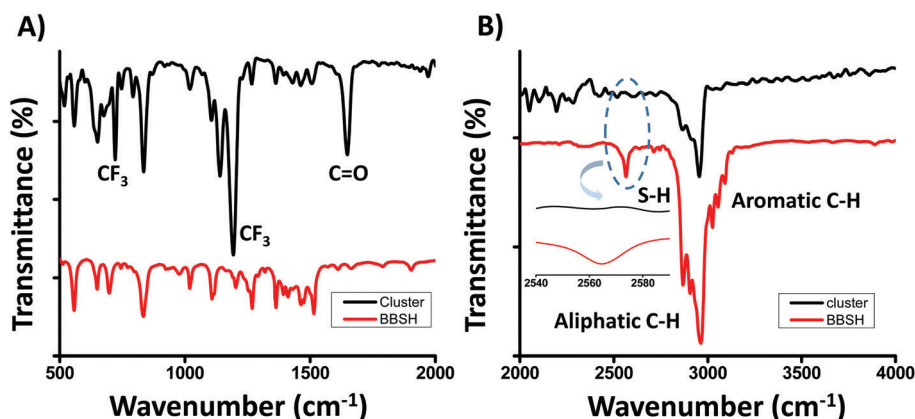 A)
Transmittance (%)
CF3
CF3
C=O
Cluster
BBSH
500
1000
1500
2000
Wavenumber (cm-1)
B)
Transmittance (%)
S-H
Aromatic C-H
2540
2560
2580
Aliphatic C-H
cluster
BBSH
2000
2500
3000
3500
4000
Wavenumber (cm-1)